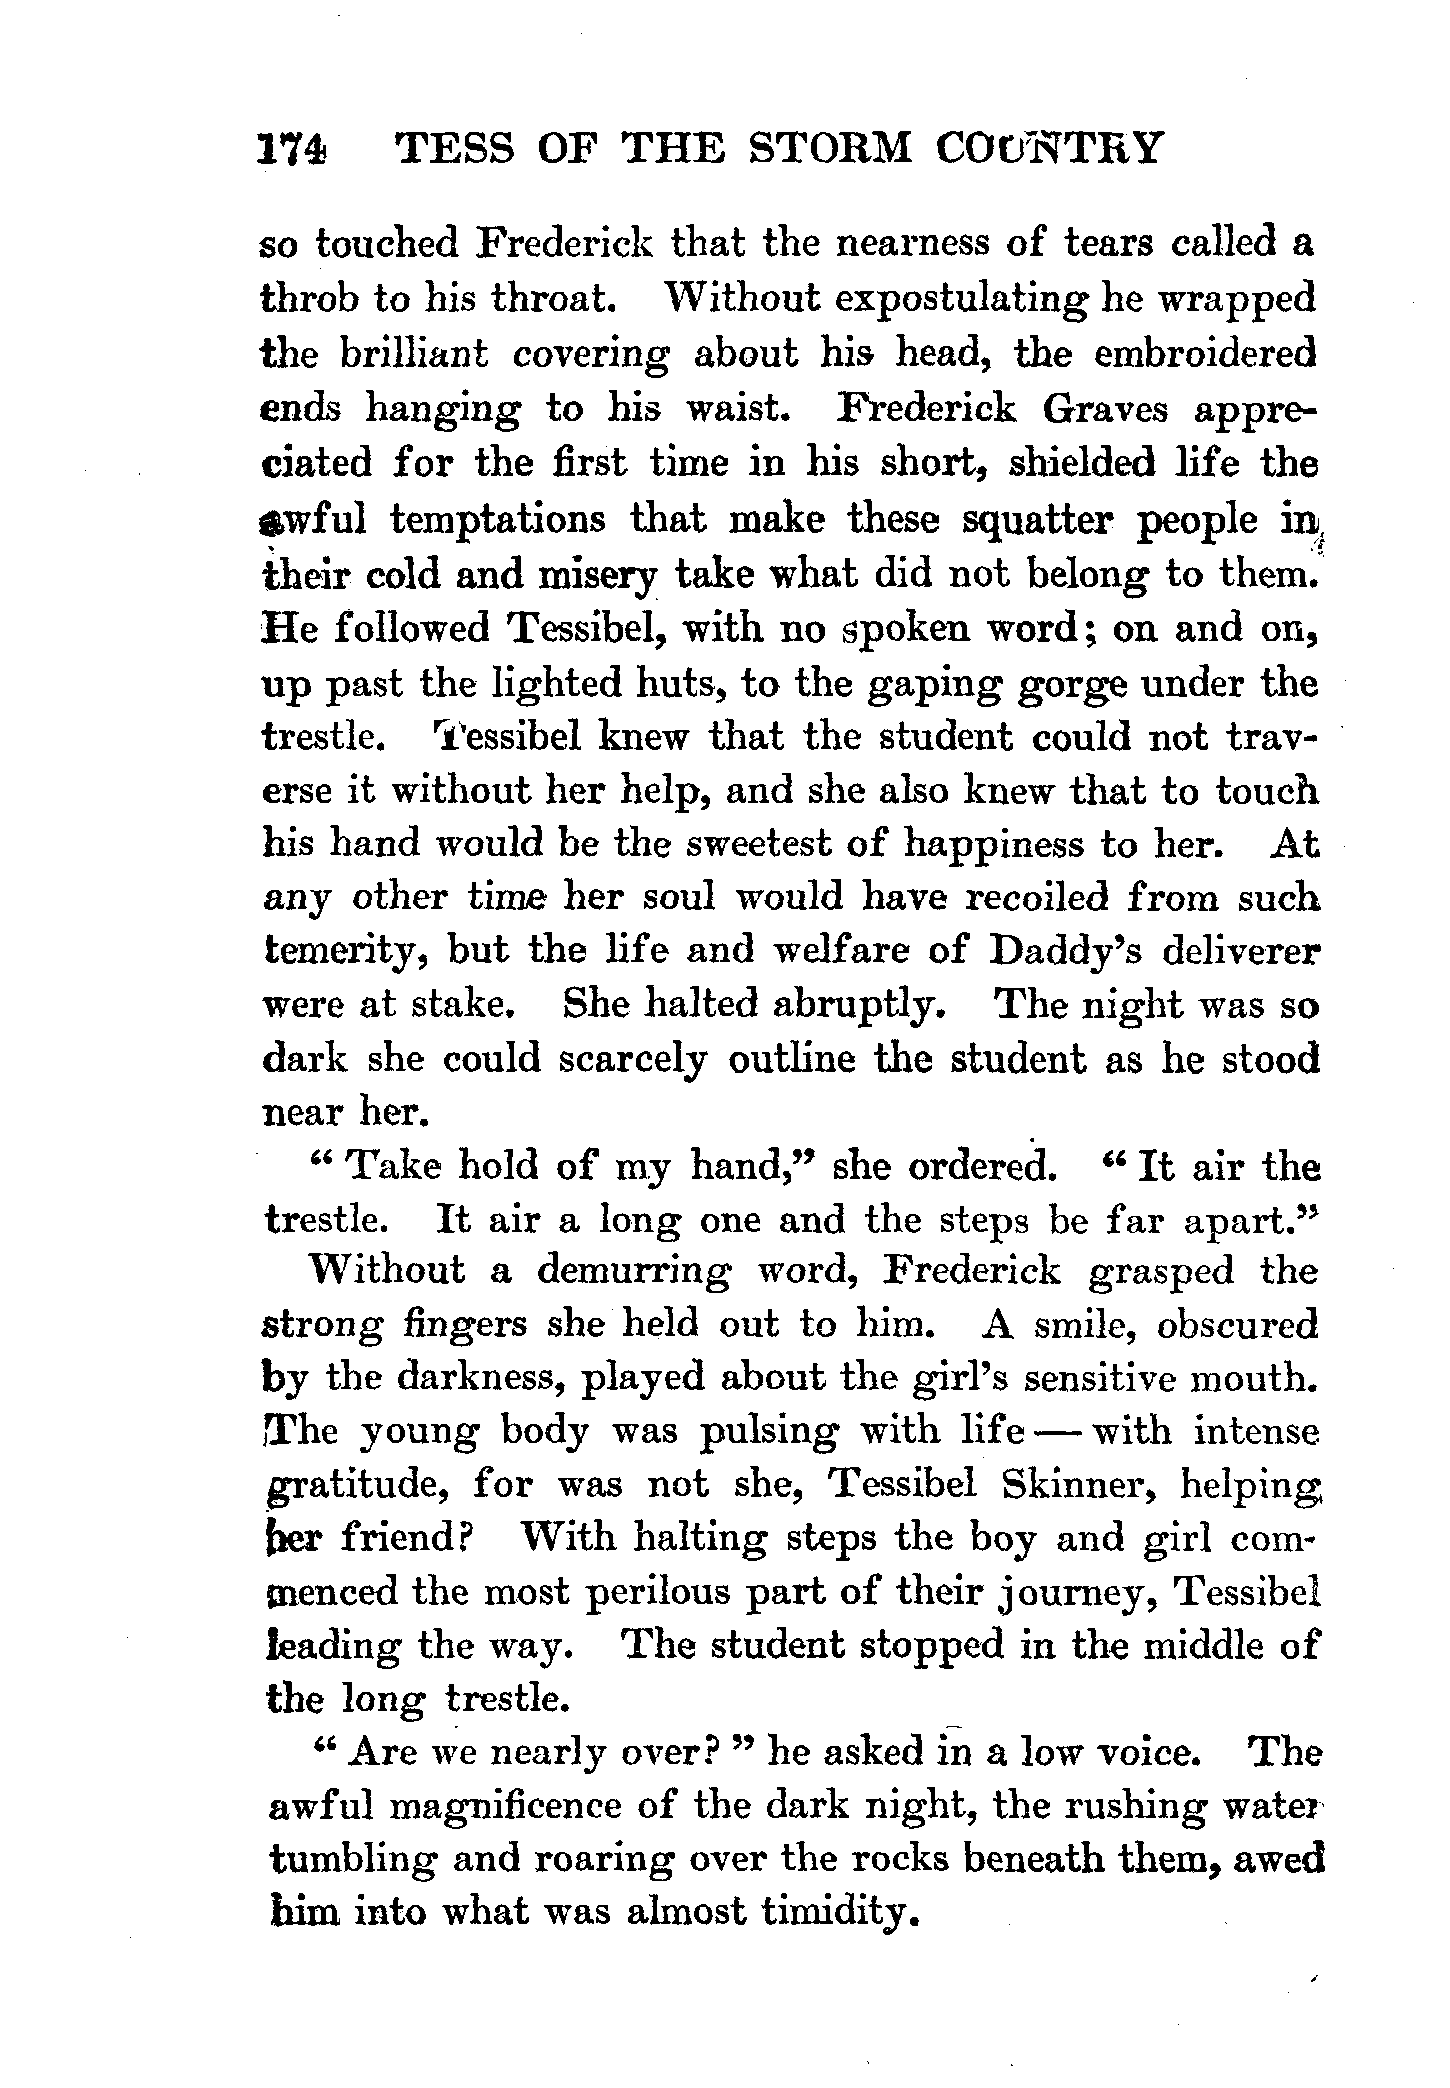 174 TESS OF THE STORM COUNTRY
so touched Frederick that the nearness of tears called a
throb to his throat. Without expostulating he wrapped
the brilliant covering about his head, the embroidered
ends hanging to his waist. Frederick Graves appre-
ciated for the first time in his short, shielded life the
awful temptations that make these squatter people in
their cold and misery take what did not belong to them.
He followed Tessibel, with no spoken word; on and on,
up past the lighted huts, to the gaping gorge under the
trestle. Tessibel knew that the student could not trav-
erse it without her help, and she also knew that to touch
his hand would be the sweetest of happiness to her. At
any other time her soul would have recoiled from such
temerity, but the life and welfare of Daddy's deliverer
were at stake. She halted abruptly. The night was so
dark she could scarcely outline the student as he stood
near her.
" Take hold of my hand," she ordered. " It air the
trestle. It air a long one and the steps be far apart."
Without a demurring word, Frederick grasped the
strong fingers she held out to him. A smile, obscured
by the darkness, played about the girl's sensitive mouth.
The young body was pulsing with life — with intense
gratitude, for was not she, Tessibel Skinner, helping
her friend? With halting steps the boy and girl com-
menced the most perilous part of their journey, Tessibel
leading the way. The student stopped in the middle of
the long trestle.
" Are we nearly over? " he asked in a low voice. The
awful magnificence of the dark night, the rushing water
tumbling and roaring over the rocks beneath them, awed
him into what was almost timidity.